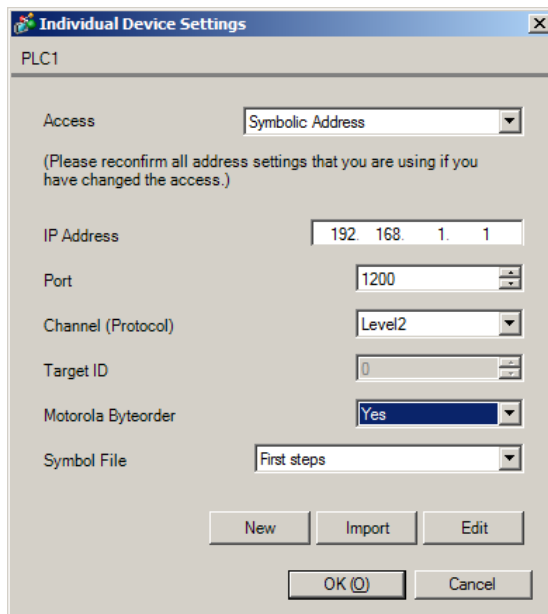 Individual Device Settings
PLC1
Access Symbolic Address
(Please reconfirm all address settings that you are using if you
have changed the access.)
IP Address 192. 168. 1. 1
Port 1200
Channel (Protocol) Level2
Target ID 0
Motorola Byteorder Yes
Symbol File First steps
New Import Edit
OK (O) Cancel